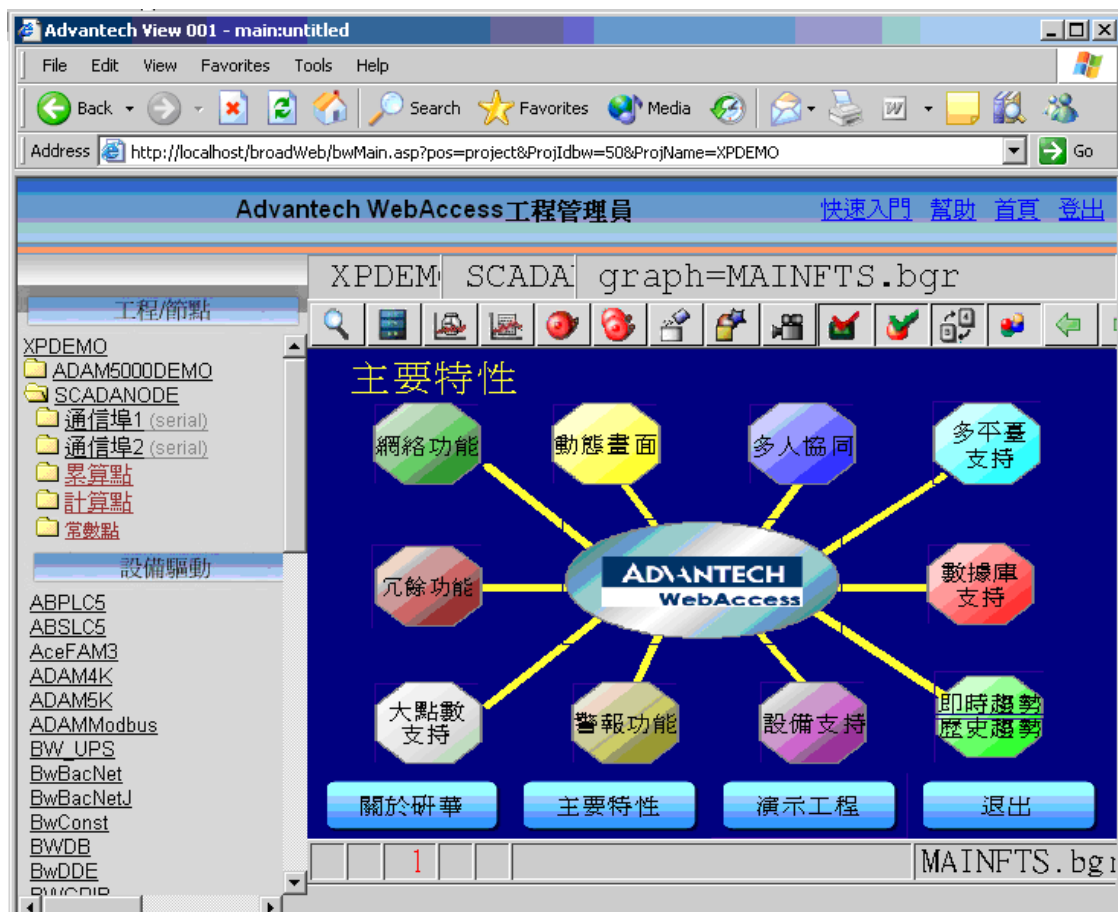 Advantech View 001 - main:untitled
File Edit View Favorites Tools Help
Back Search Favorites Media
Address http://localhost/broadWeb/bwMain.asp?pos=project&ProjIdbw=50&ProjName=XPDEMO Go
Advantech WebAccess工程管理員 快速入門 幫助 首頁 登出
工程/節點
XPDEMO
ADAM5000DEMO
SCADANODE
通信埠1 (serial)
通信埠2 (serial)
累算點
計算點
常數點
設備驅動
ABPLC5
ABSLC5
AceFAM3
ADAM4K
ADAM5K
ADAMModbus
BW_UPS
BwBacNet
BwBacNetJ
BwConst
BWDB
BwDDE
XPDEM SCADA graph=MAINFTS.bgr
主要特性
網絡功能 動態畫面 多人協同 多平臺
支持
冗餘功能 ADVANTECH
WebAccess
數據庫
支持
大點數
支持
警報功能 設備支持 即時趨勢
歷史趨勢
關於研華 主要特性 演示工程 退出
1 MAINFTS.bgr